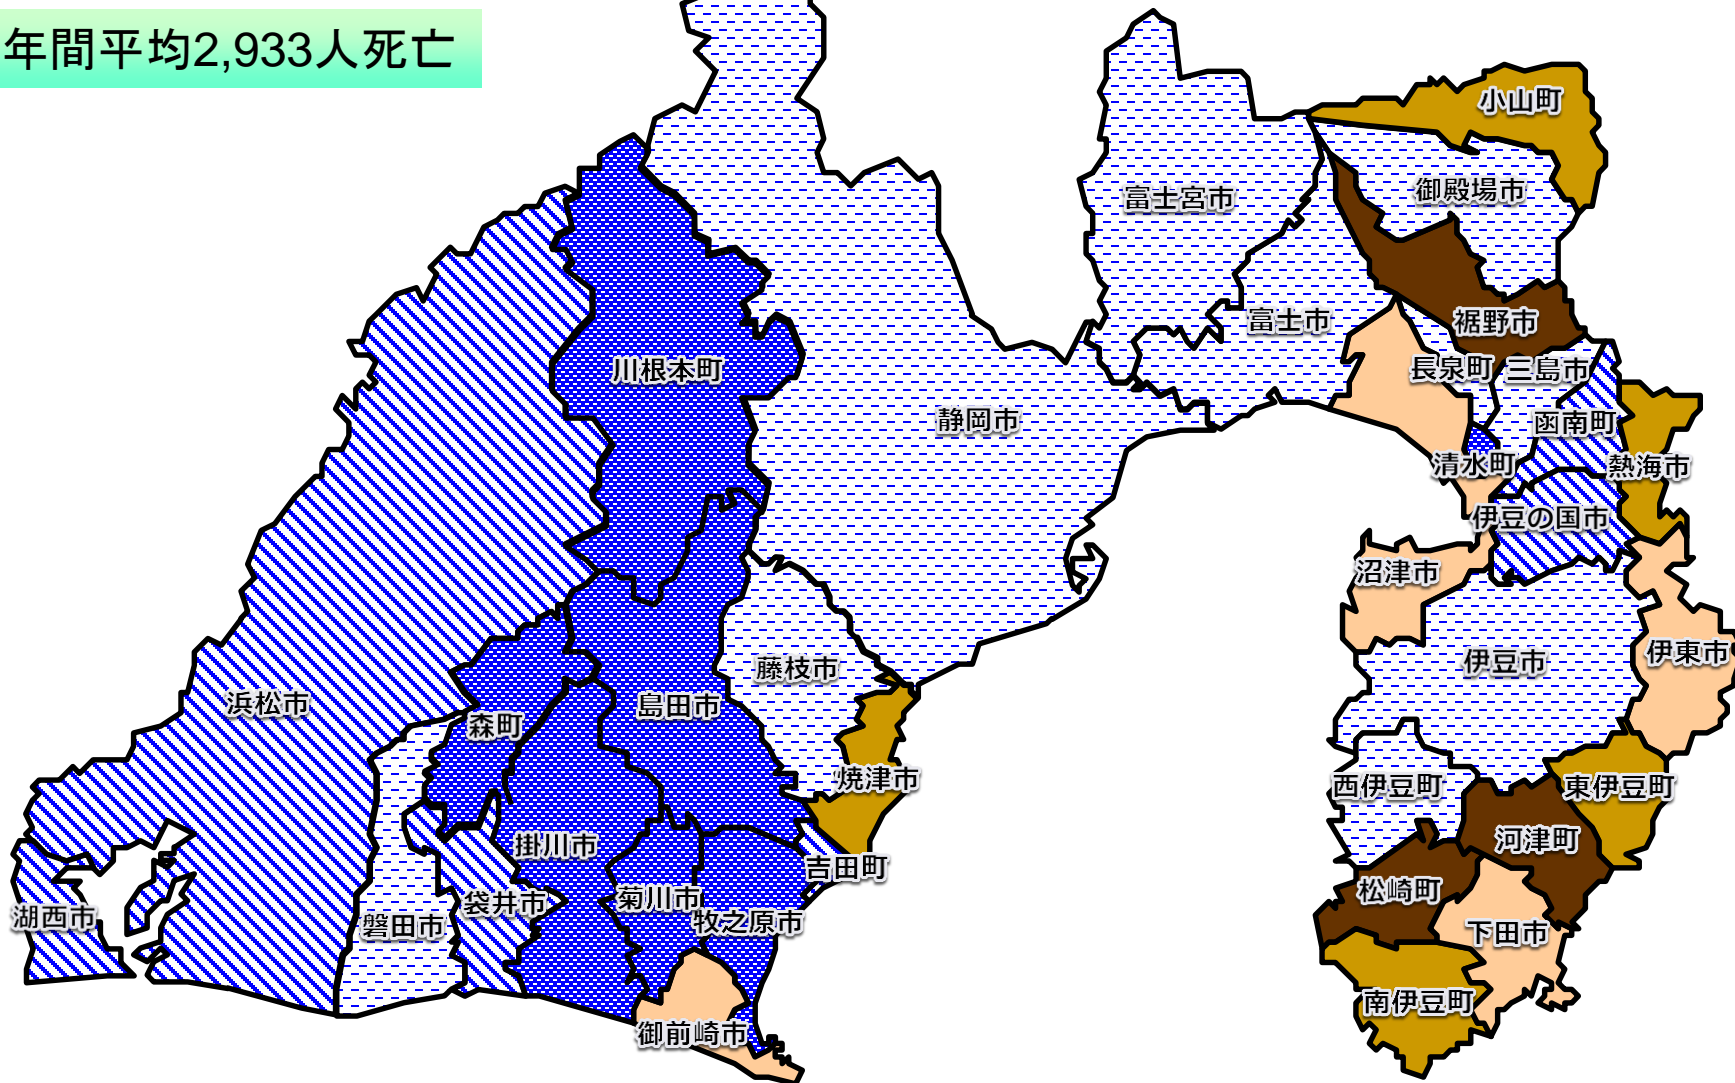 年間平均2,933人死亡
小山町
御殿場市
富士宮市
裾野市
富士市
長泉町
三島市
川根本町
静岡市
函南町
清水町
熱海市
伊豆の国市
沼津市
伊東市
伊豆市
藤枝市
浜松市
島田市
森町
焼津市
西伊豆町
東伊豆町
河津町
掛川市
吉田町
松崎町
菊川市
袋井市
湖西市
磐田市
牧之原市
下田市
南伊豆町
御前崎市